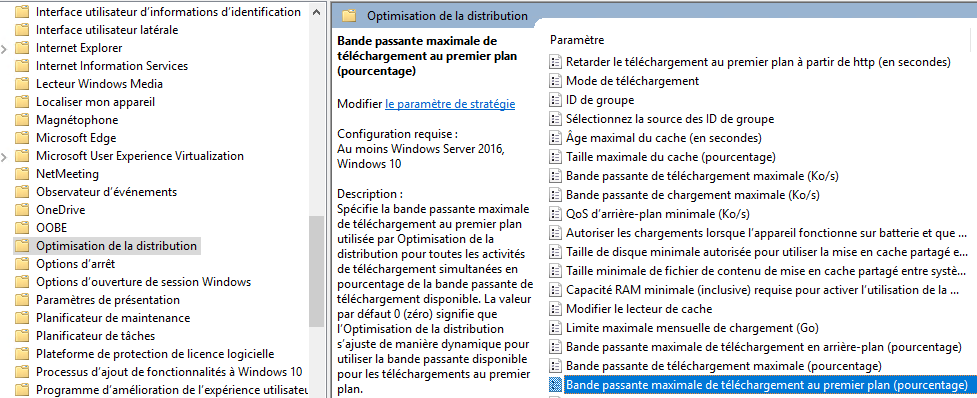 Interface utilisateur d'informations d'identification
Interface utilisateur latérale
Internet Explorer
Internet Information Services
Lecteur Windows Media
Localiser mon appareil
Magnétophone
Microsoft Edge
Microsoft User Experience Virtualization
NetMeeting
Observateur d'événements
OneDrive
OOBE
Optimisation de la distribution
Options d'arrêt
Options d'ouverture de session Windows
Paramètres de présentation
Planificateur de maintenance
Planificateur de tâches
Plateforme de protection de licence logicielle
Processus d'ajout de fonctionnalités à Windows 10
Programme d'amélioration de l'expérience utilisateur
Optimisation de la distribution
Bande passante maximale de
téléchargement au premier plan
(pourcentage)
Modifier le paramètre de stratégie
Configuration requise :
Au moins Windows Server 2016,
Windows 10
Description :
Spécifie la bande passante maximale
de téléchargement au premier plan
utilisée par Optimisation de la
distribution pour toutes les activités
de téléchargement simultanées en
pourcentage de la bande passante de
téléchargement disponible. La valeur
par défaut 0 (zéro) signifie que
l'Optimisation de la distribution
s'ajuste de manière dynamique pour
utiliser la bande passante disponible
pour les téléchargements au premier
plan.
Paramètre
Retarder le téléchargement au premier plan à partir de http (en secondes)
Mode de téléchargement
ID de groupe
Sélectionnez la source des ID de groupe
Âge maximal du cache (en secondes)
Taille maximale du cache (pourcentage)
Bande passante de téléchargement maximale (Ko/s)
Bande passante de chargement maximale (Ko/s)
QoS d'arrière-plan minimale (Ko/s)
Autoriser les chargements lorsque l'appareil fonctionne sur batterie et que ...
Taille de disque minimale autorisée pour utiliser la mise en cache partagé e...
Taille minimale de fichier de contenu de mise en cache partagé entre systè...
Capacité RAM minimale (inclusive) requise pour activer l'utilisation de la ...
Modifier le lecteur de cache
Limite maximale mensuelle de chargement (Go)
Bande passante maximale de téléchargement en arrière-plan (pourcentage)
Bande passante de téléchargement maximale (pourcentage)
Bande passante maximale de téléchargement au premier plan (pourcentage)